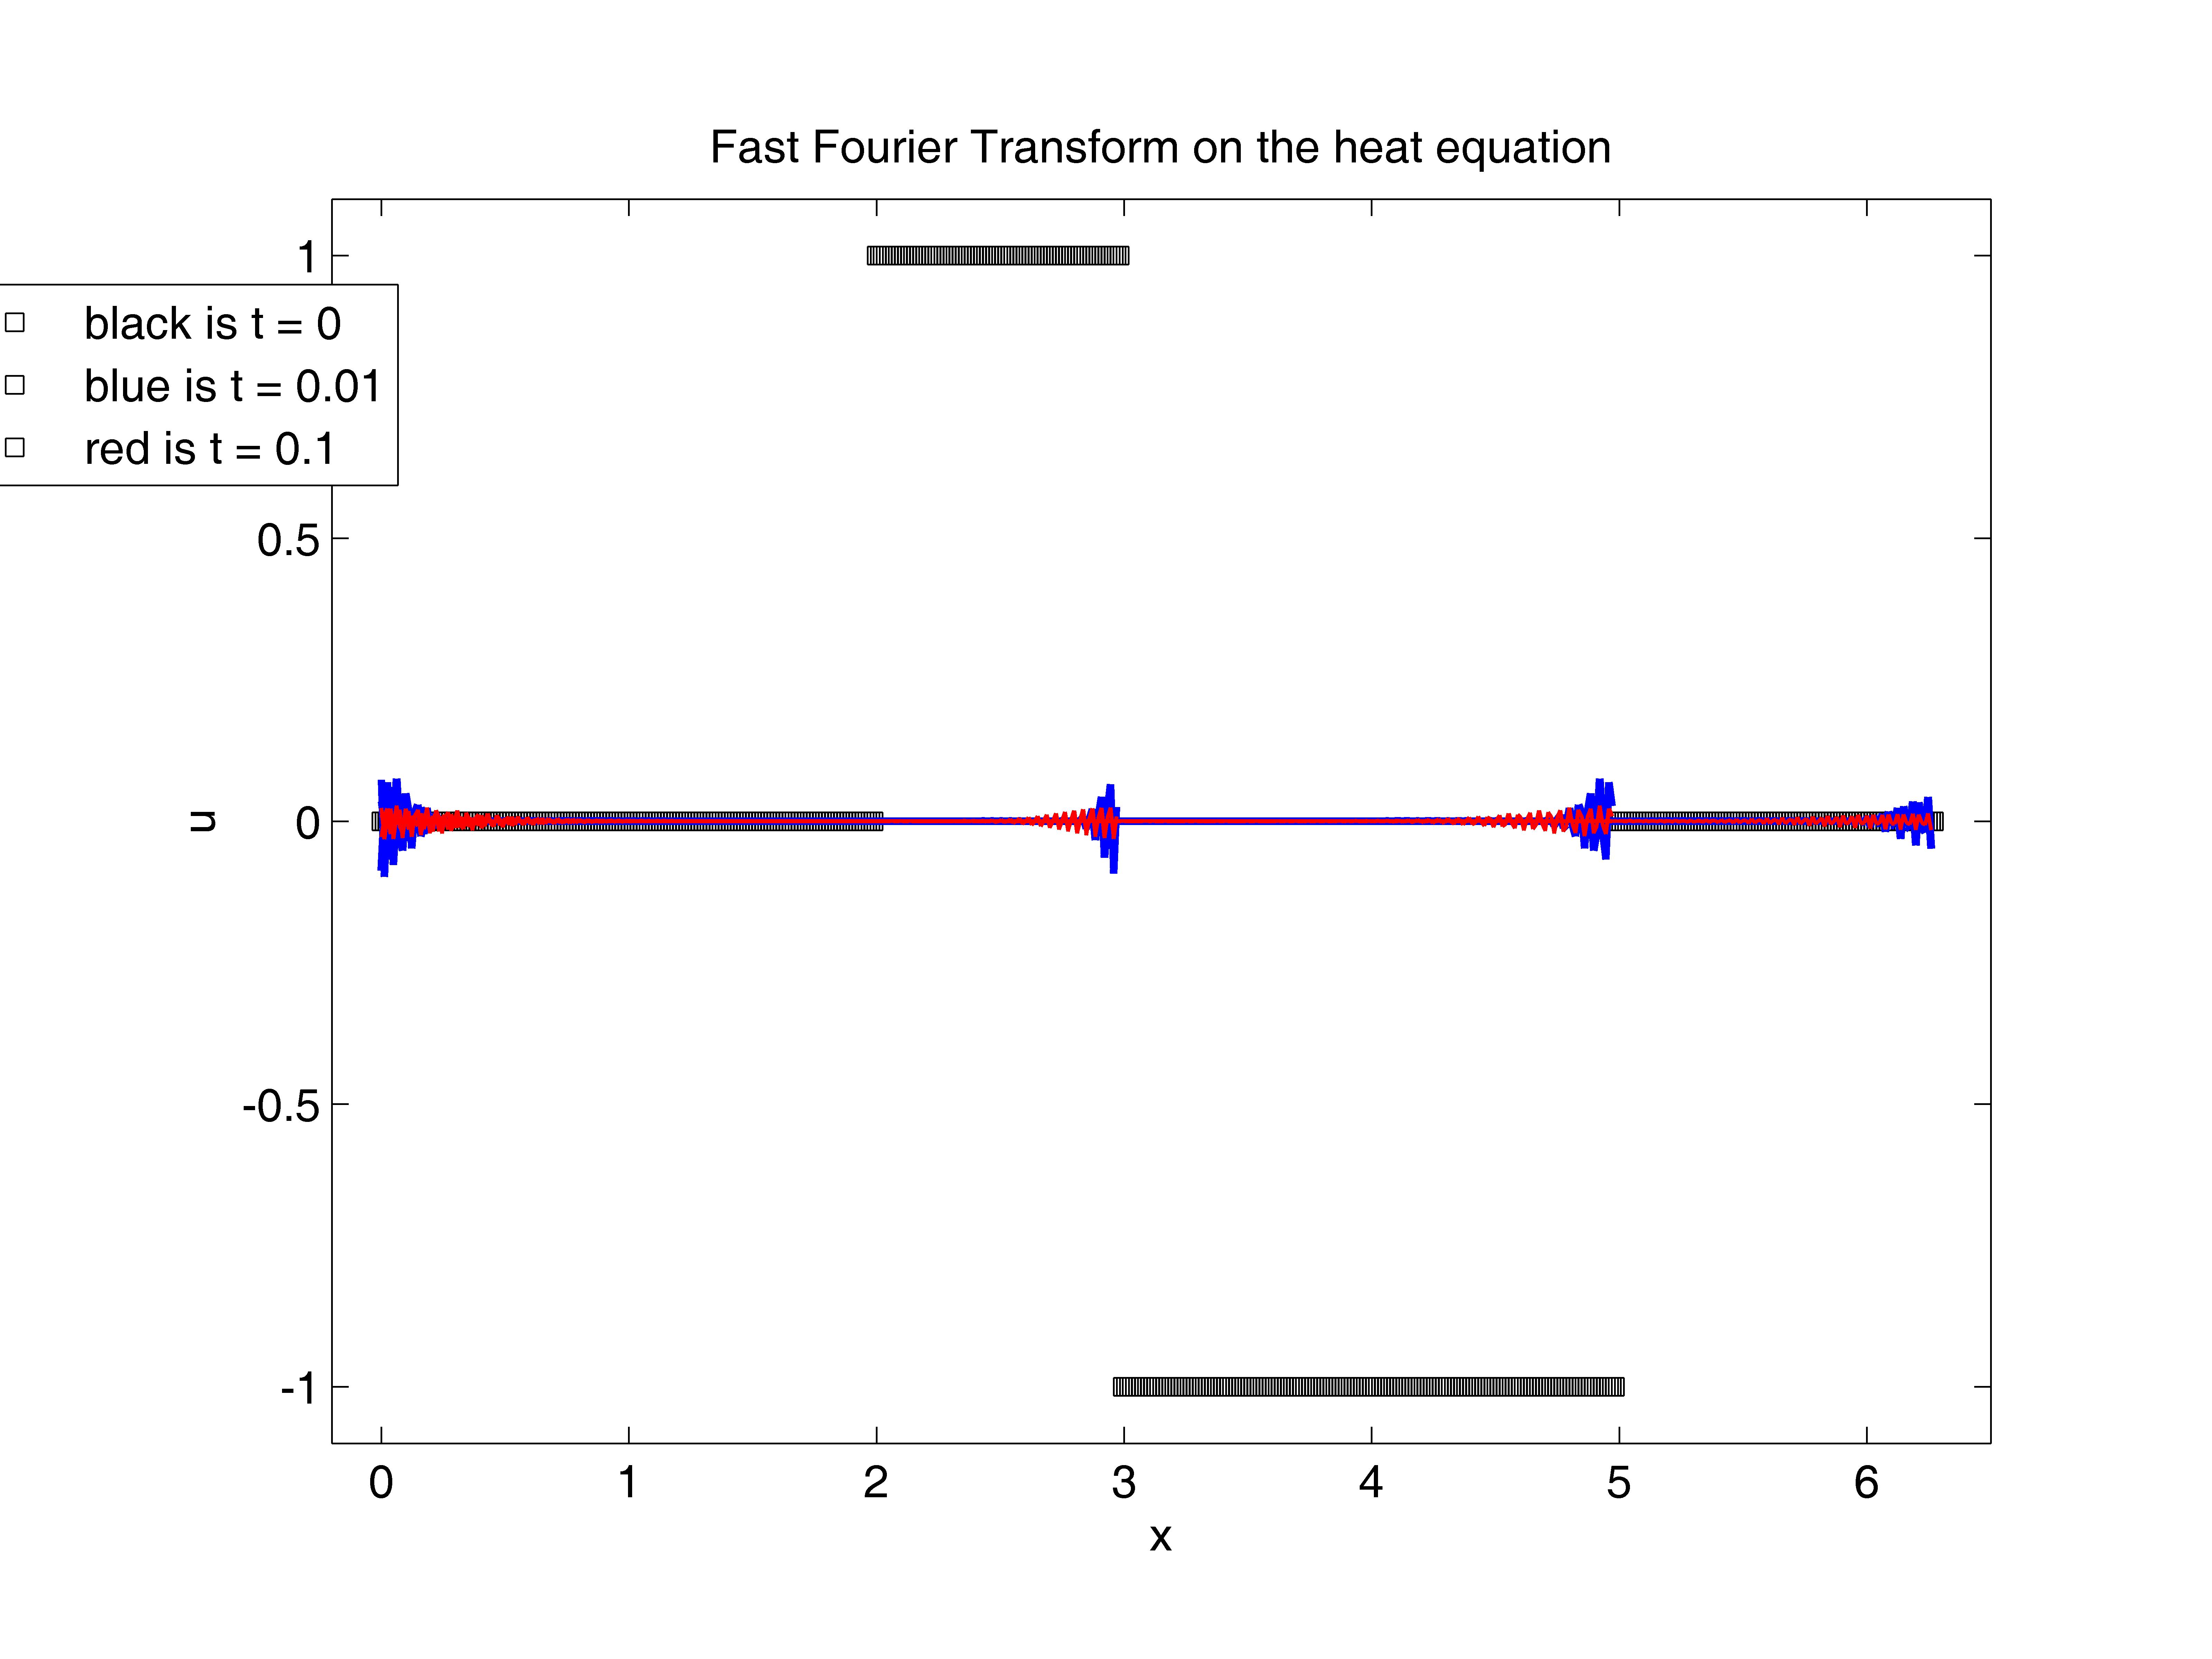 Fast Fourier Transform on the heat equation
1
black is t = 0
blue is t = 0.01
red is t = 0.1
0.5
u
0
-0.5
-1
0 1 2 3 4 5 6
x